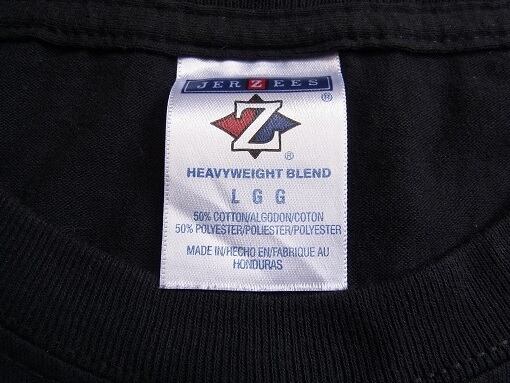 JERZEES
®
Z
®
HEAVYWEIGHT BLEND
L G G
50% COTTON/ALGODON/COTON
50% POLYESTER/POLIESTER/POLYESTER
MADE IN/HECHO EN/FABRIQUE AU
HONDURAS